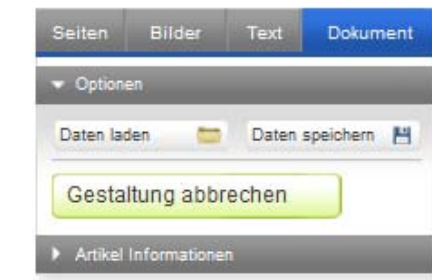 Seiten Bilder Text Dokument
Optionen
Daten laden Daten speichern
Gestaltung abbrechen
Artikel Informationen